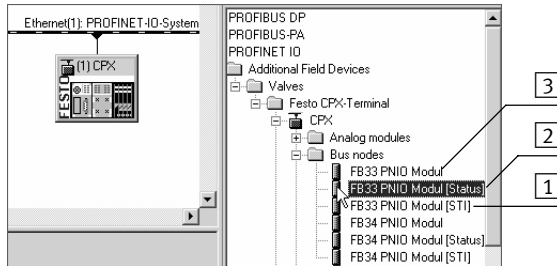 Ethernet(1): PROFINET-IO-System
(1) CPX
FESTO
PROFIBUS DP
PROFIBUS-PA
PROFINET IO
Additional Field Devices
Valves
Festo CPX-Terminal
CPX
Analog modules
Bus nodes
FB33 PNIO Modul
FB33 PNIO Modul [Status]
FB33 PNIO Modul [STI]
FB34 PNIO Modul
FB34 PNIO Modul [Status]
FB34 PNIO Modul [STI]
3
2
1